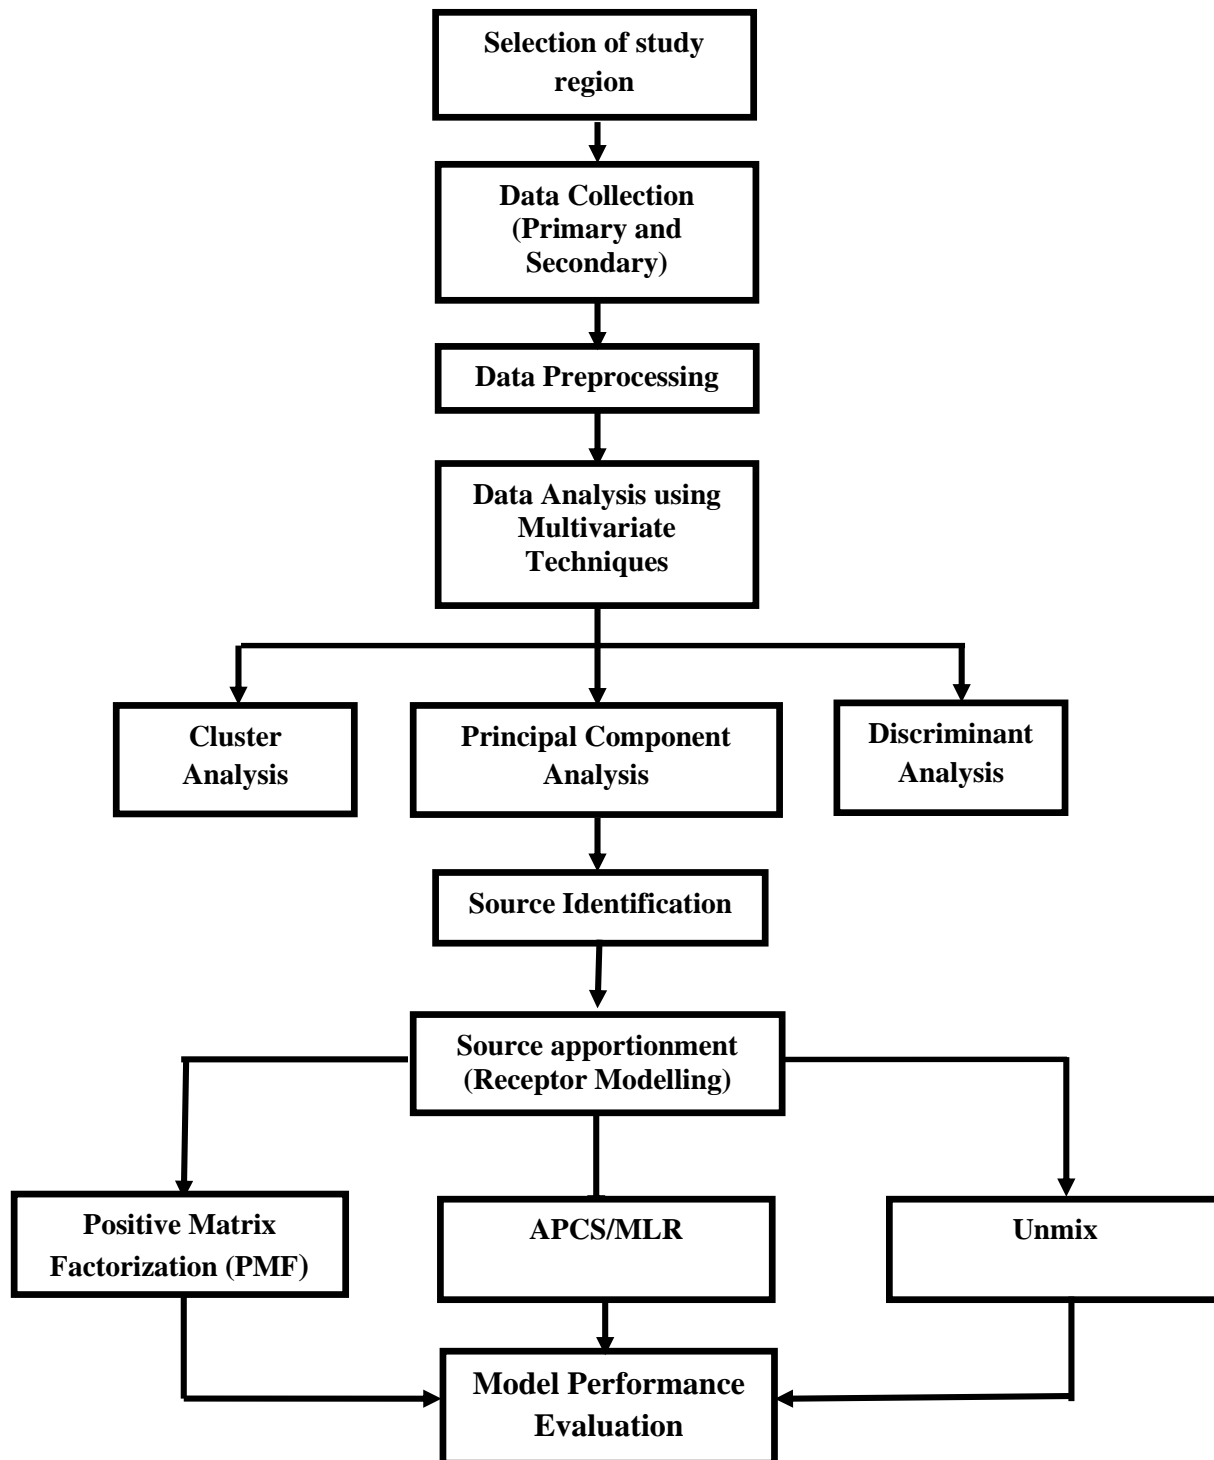 Selection of study
region
Data Collection
(Primary and
Secondary)
Data Preprocessing
Data Analysis using
Multivariate
Techniques
Cluster
Analysis
Principal Component
Analysis
Discriminant
Analysis
Source Identification
Source apportionment
(Receptor Modelling)
Positive Matrix
Factorization (PMF)
APCS/MLR
Unmix
Model Performance
Evaluation